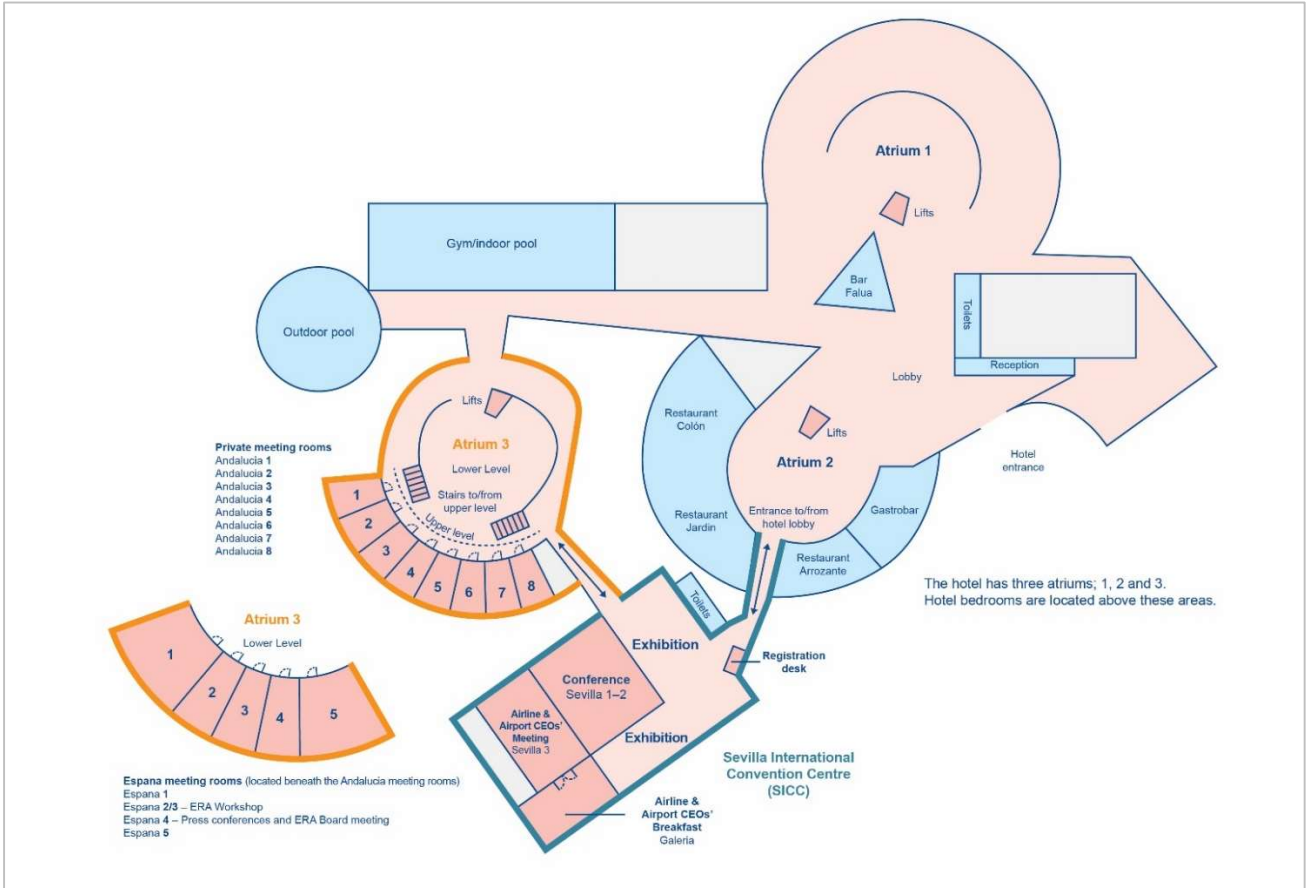 Atrium 1
Lifts
Gym/indoor pool
Bar
Falua
Toilets
Outdoor pool
Reception
Lobby
Lifts
Restaurant
Colón
Lifts
Private meeting rooms
Andalucia 1
Andalucia 2
Andalucia 3
Andalucia 4
Andalucia 5
Andalucia 6
Andalucia 7
Andalucia 8
Atrium 3
Lower Level
Stairs to/from
upper level
Upper level
1
2
3
4
5
6
7
8
Atrium 2
Hotel
entrance
Restaurant
Jardin
Entrance to/from
hotel lobby
Gastrobar
Restaurant
Arrozante
The hotel has three atriums; 1, 2 and 3.
Hotel bedrooms are located above these areas.
Toilets
Atrium 3
Lower Level
1
2
3
4
5
Exhibition
Registration
desk
Conference
Sevilla 1–2
Airline &
Airport CEOs'
Meeting
Sevilla 3
Exhibition
Sevilla International
Convention Centre
(SICC)
Espana meeting rooms (located beneath the Andalucia meeting rooms)
Espana 1
Espana 2/3 – ERA Workshop
Espana 4 – Press conferences and ERA Board meeting
Espana 5
Airline &
Airport CEOs'
Breakfast
Galeria